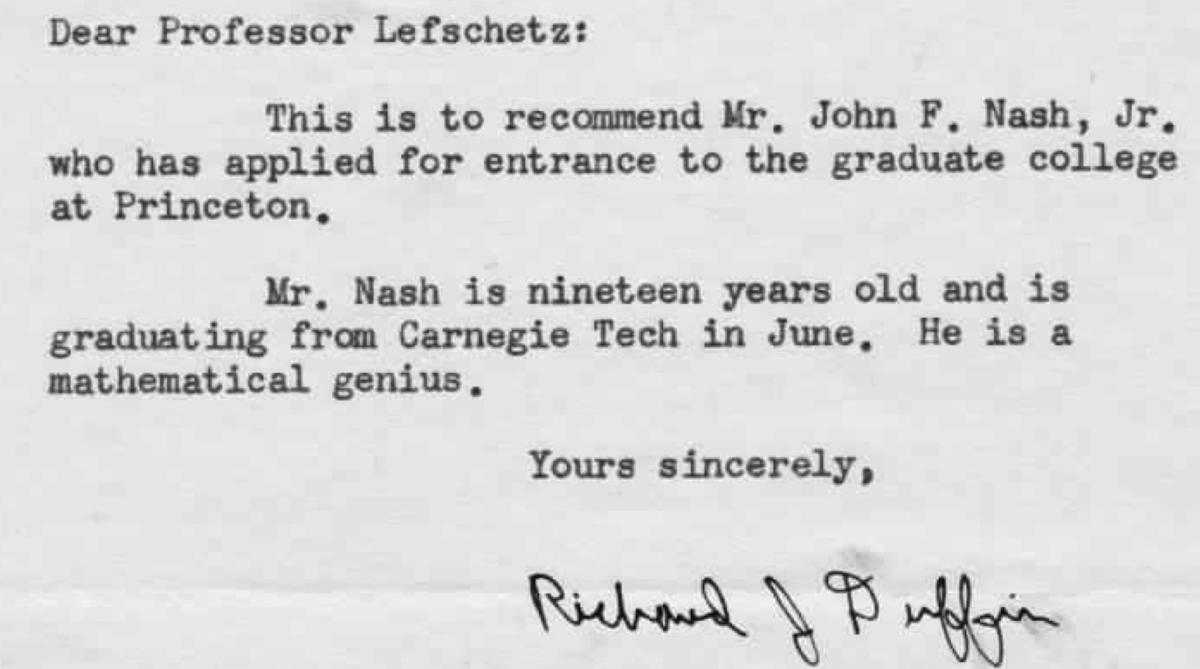 Dear Professor Lefschetz:
This is to recommend Mr. John F. Nash, Jr.
who has applied for entrance to the graduate college
at Princeton.
Mr. Nash is nineteen years old and is
graduating from Carnegie Tech in June. He is a
mathematical genius.
Yours sincerely,
Richard J Duffin